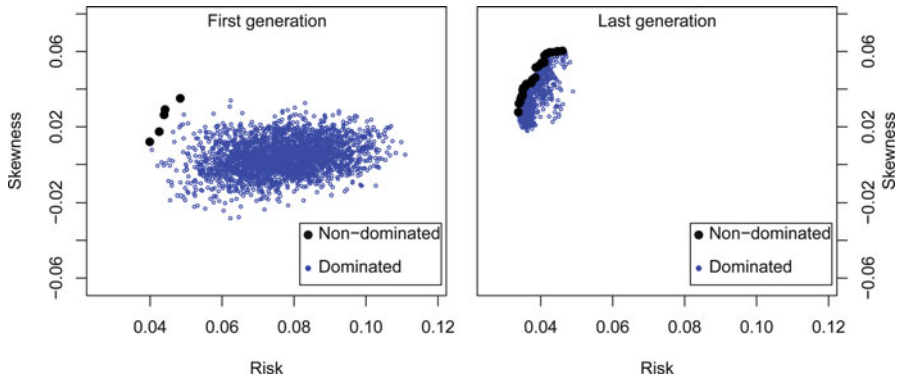 First generation
Skewness
0.06
0.02
−0.02
−0.06
Non−dominated
Dominated
0.04
0.06
0.08
0.10
0.12
Risk
Last generation
0.06
0.02
−0.02
−0.06
Skewness
Non−dominated
Dominated
0.04
0.06
0.08
0.10
0.12
Risk